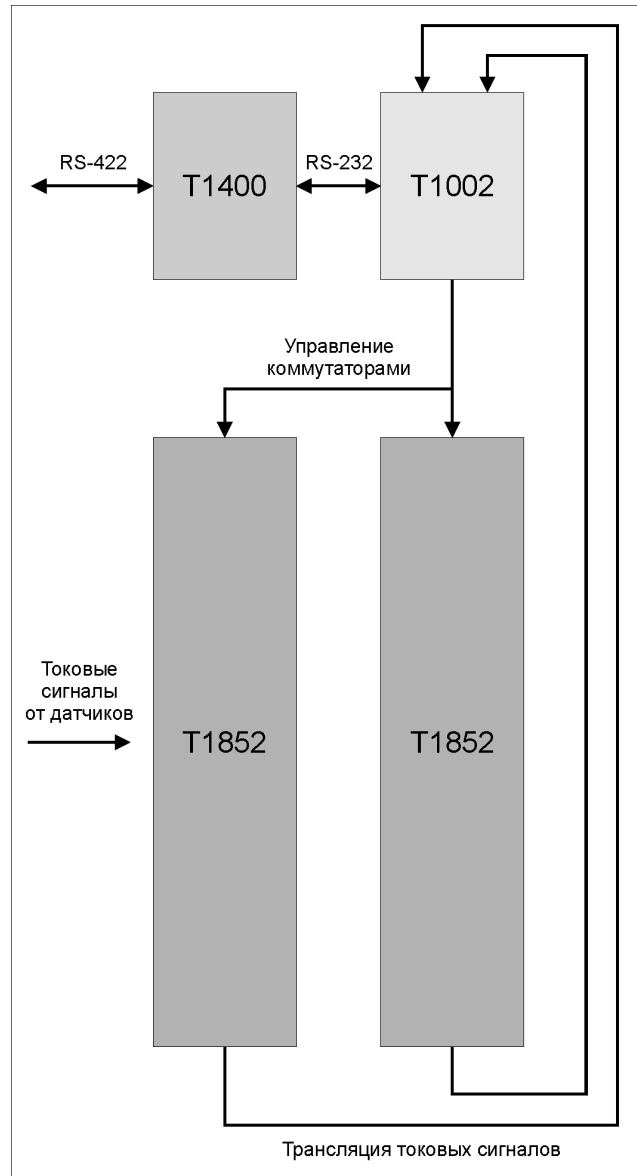 RS-422
T1400
RS-232
T1002
Управление
коммутаторами
Токовые
сигналы
от датчиков
T1852
T1852
Трансляция токовых сигналов